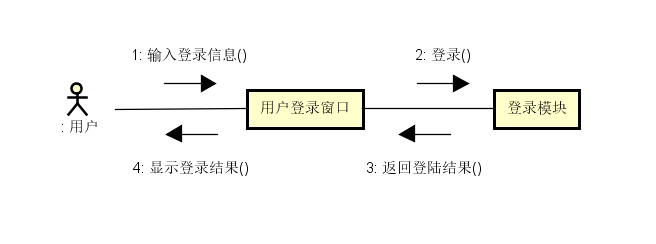 1: 输入登录信息()
2: 登录()
用户登录窗口
登录模块
: 用户
4: 显示登录结果()
3: 返回登陆结果()